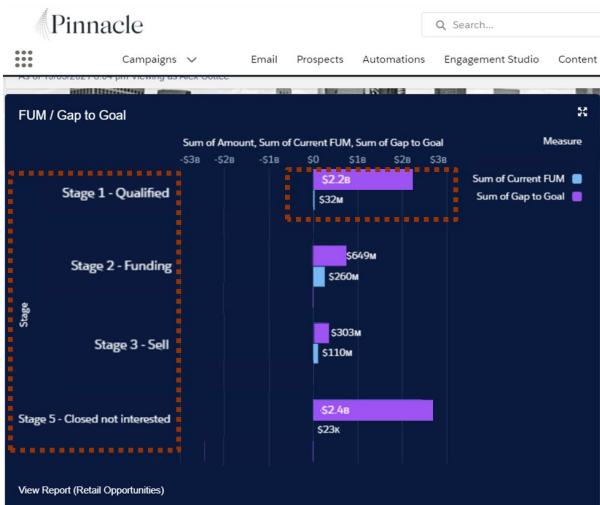 Pinnacle
Search...
Campaigns Email Prospects Automations Engagement Studio Content
FUM / Gap to Goal
Sum of Amount, Sum of Current FUM, Sum of Gap to Goal
Measure
-$3B -$2B -$1B $0 $1B $2B $3B
Sum of Current FUM
Sum of Gap to Goal
Stage
Stage 1 - Qualified
$2.2B
$32M
Stage 2 - Funding
$649M
$260M
Stage 3 - Sell
$303M
$110M
Stage 5 - Closed not interested
$2.4B
$23K
View Report (Retail Opportunities)